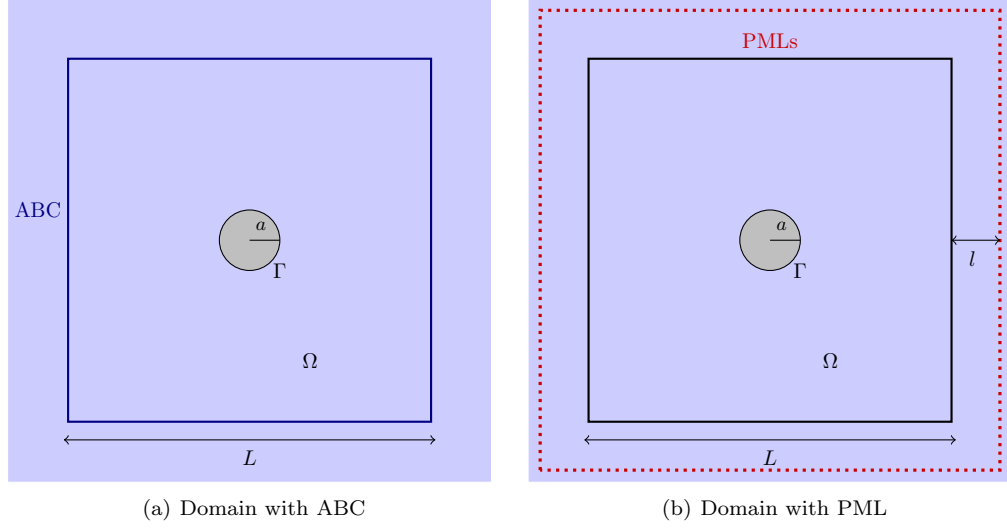 PMLs
ABC
a
Γ
Ω
L
a
Γ
l
Ω
L
(a) Domain with ABC
(b) Domain with PML